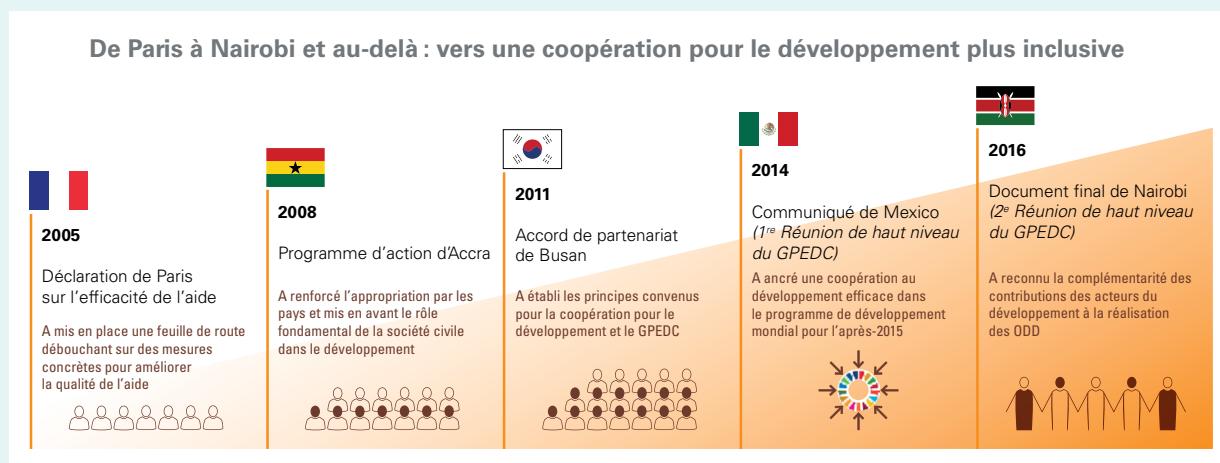 De Paris à Nairobi et au-delà : vers une coopération pour le développement plus inclusive
2005
Déclaration de Paris
sur l’efficacité de l’aide
A mis en place une feuille de route
débouchant sur des mesures
concrètes pour améliorer
la qualité de l’aide
2008
Programme d’action d’Accra
A renforcé l’appropriation par les
pays et mis en avant le rôle
fondamental de la société civile
dans le développement
2011
Accord de partenariat
de Busan
A établi les principes convenus
pour la coopération pour le
développement et le GPEDC
2014
Communiqué de Mexico
(1re Réunion de haut niveau
du GPEDC)
A ancré une coopération au
développement efficace dans
le programme de développement
mondial pour l’après-2015
2016
Document final de Nairobi
(2e Réunion de haut niveau
du GPEDC)
A reconnu la complémentarité des
contributions des acteurs du
développement à la réalisation
des ODD